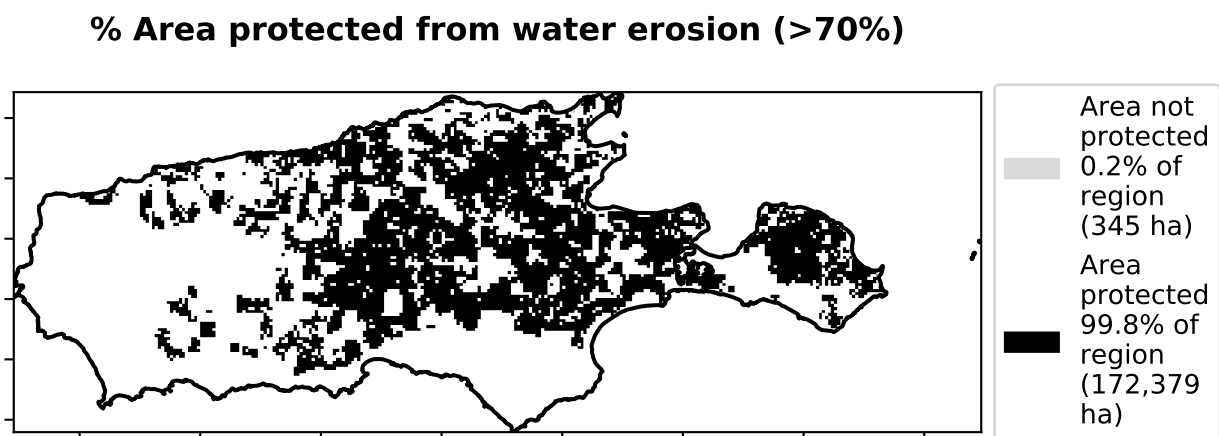 % Area protected from water erosion (>70%)
Area not
protected
0.2% of
region
(345 ha)
Area
protected
99.8% of
region
(172,379
ha)